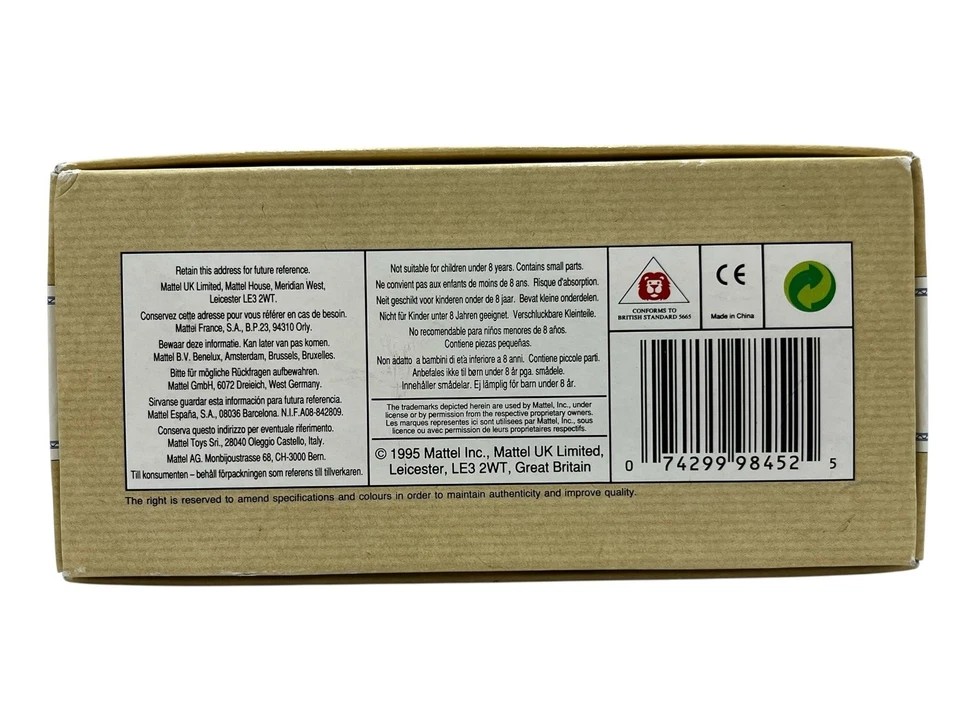 Retain this address for future reference.
Mattel UK Limited, Mattel House, Meridian West,
Leicester LE3 2WT.
Conservez cette adresse pour vous référer en cas de besoin.
Mattel France, S.A., B.P.23, 94310 Orly.
Bewaar deze informatie. Kan later van pas komen.
Mattel B.V. Benelux, Amsterdam, Brussels, Bruxelles.
Bitte für mögliche Rückfragen aufbewahren.
Mattel GmbH, 6072 Dreieich, West Germany.
Sirvanse guardar esta información para futura referencia.
Mattel España, S.A., 08036 Barcelona. N.I.F.A08-842809.
Conserva questo indirizzo per eventuale riferimento.
Mattel Toys Sri., 28040 Oleggio Castello, Italy.
Mattel AG. Monbijoustrasse 68, CH-3000 Bern.
Till konsumenten – behåll förpackningen som referens till tillverkaren.
Not suitable for children under 8 years. Contains small parts.
Ne convient pas aux enfants de moins de 8 ans. Risque d'absorption.
Neit geschikt voor kinderen onder de 8 jaar. Bevat kleine onderdelen.
Nicht für Kinder unter 8 Jahren geeignet. Verschluckbare Kleinteile.
No recomendable para niños menores de 8 años.
Contiene piezas pequeñas.
Non adatto a bambini di età inferiore a 8 anni. Contiene piccole parti.
Anbefales ikke til børn under 8 år pga. smådele.
Innehåller smådelar. Ej lämplig för barn under 8 år.
The trademarks depicted herein are used by Mattel, Inc., under
license or by permission from the respective proprietary owners.
Les marques representes ici sont utilisees par Mattel, Inc., sous
licence ou avec permission de leurs proprietaires respectifs.
© 1995 Mattel Inc., Mattel UK Limited,
Leicester, LE3 2WT, Great Britain
CONFORMS TO
BRITISH STANDARD 5665
CE
Made in China
0 74299 98452 5
The right is reserved to amend specifications and colours in order to maintain authenticity and improve quality.